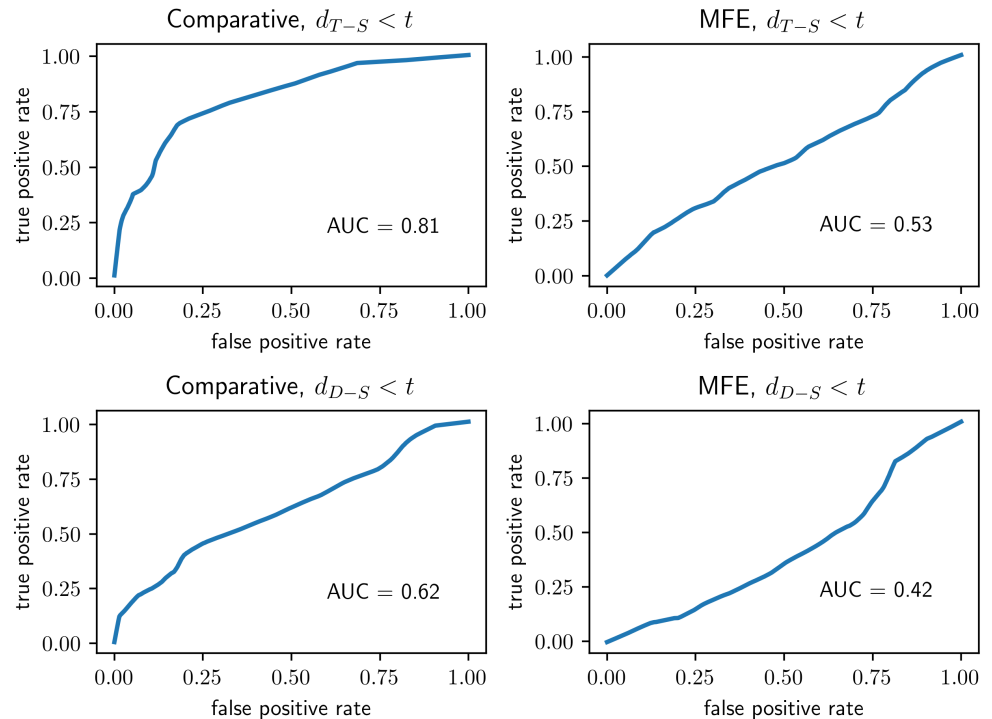 Comparative, d_{T−S} < t
true positive rate
1.00
0.75
0.50
0.25
0.00
AUC = 0.81
0.00 0.25 0.50 0.75 1.00
false positive rate
MFE, d_{T−S} < t
true positive rate
1.00
0.75
0.50
0.25
0.00
AUC = 0.53
0.00 0.25 0.50 0.75 1.00
false positive rate
Comparative, d_{D−S} < t
true positive rate
1.00
0.75
0.50
0.25
0.00
AUC = 0.62
0.00 0.25 0.50 0.75 1.00
false positive rate
MFE, d_{D−S} < t
true positive rate
1.00
0.75
0.50
0.25
0.00
AUC = 0.42
0.00 0.25 0.50 0.75 1.00
false positive rate